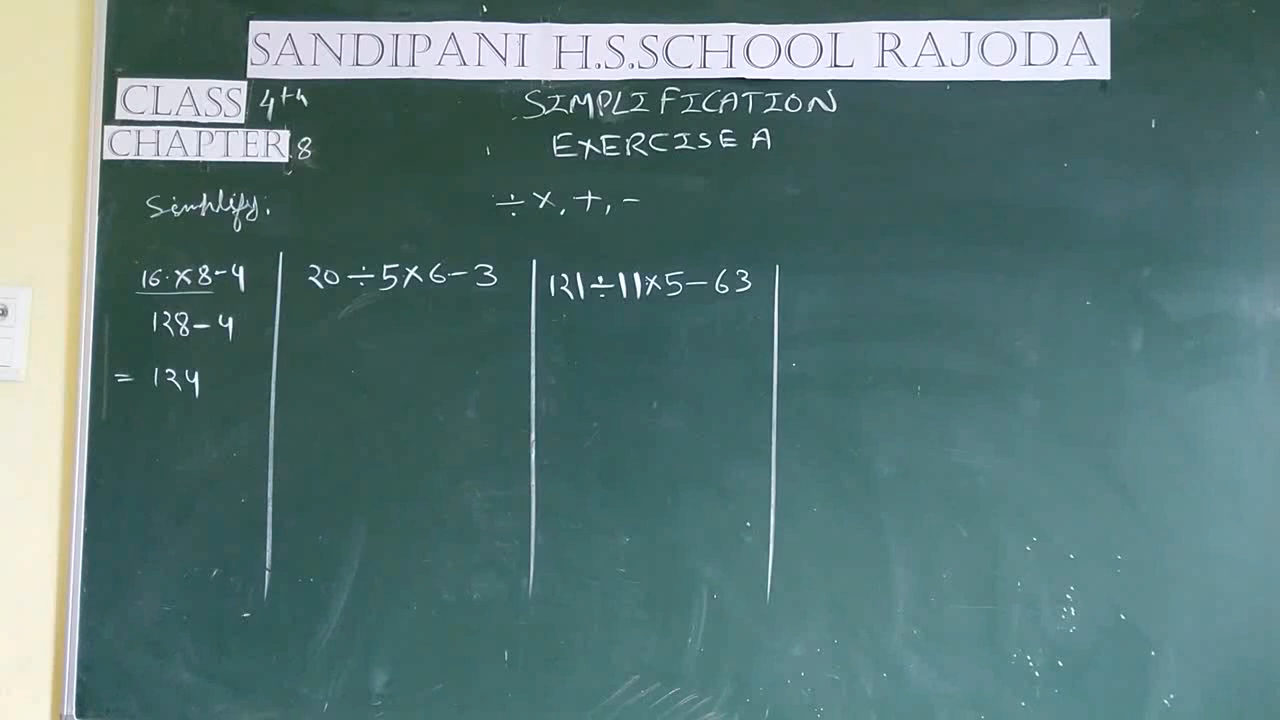 SANDIPANI H.S.SCHOOL RAJODA
CLASS 4th
SIMPLIFICATION
CHAPTER 8
EXERCISE A
Simplify:
÷ ×, +, -
16×8-4
128-4
= 124
20÷5×6-3
121÷11×5-63